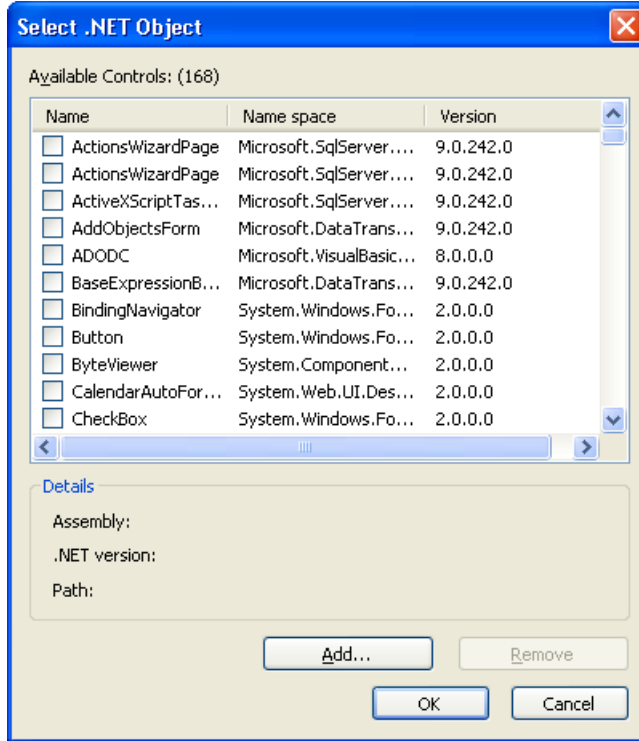 Select .NET Object
Available Controls: (168)
Name Name space Version
ActionsWizardPage Microsoft.SqlServer.... 9.0.242.0
ActionsWizardPage Microsoft.SqlServer.... 9.0.242.0
ActiveXScriptTas... Microsoft.SqlServer.... 9.0.242.0
AddObjectsForm Microsoft.DataTrans... 9.0.242.0
ADODC Microsoft.VisualBasic... 8.0.0.0
BaseExpressionB... Microsoft.DataTrans... 9.0.242.0
BindingNavigator System.Windows.Fo... 2.0.0.0
Button System.Windows.Fo... 2.0.0.0
ByteViewer System.Component... 2.0.0.0
CalendarAutoFor... System.Web.UI.Des... 2.0.0.0
CheckBox System.Windows.Fo... 2.0.0.0
Details
Assembly:
.NET version:
Path:
Add... Remove
OK Cancel